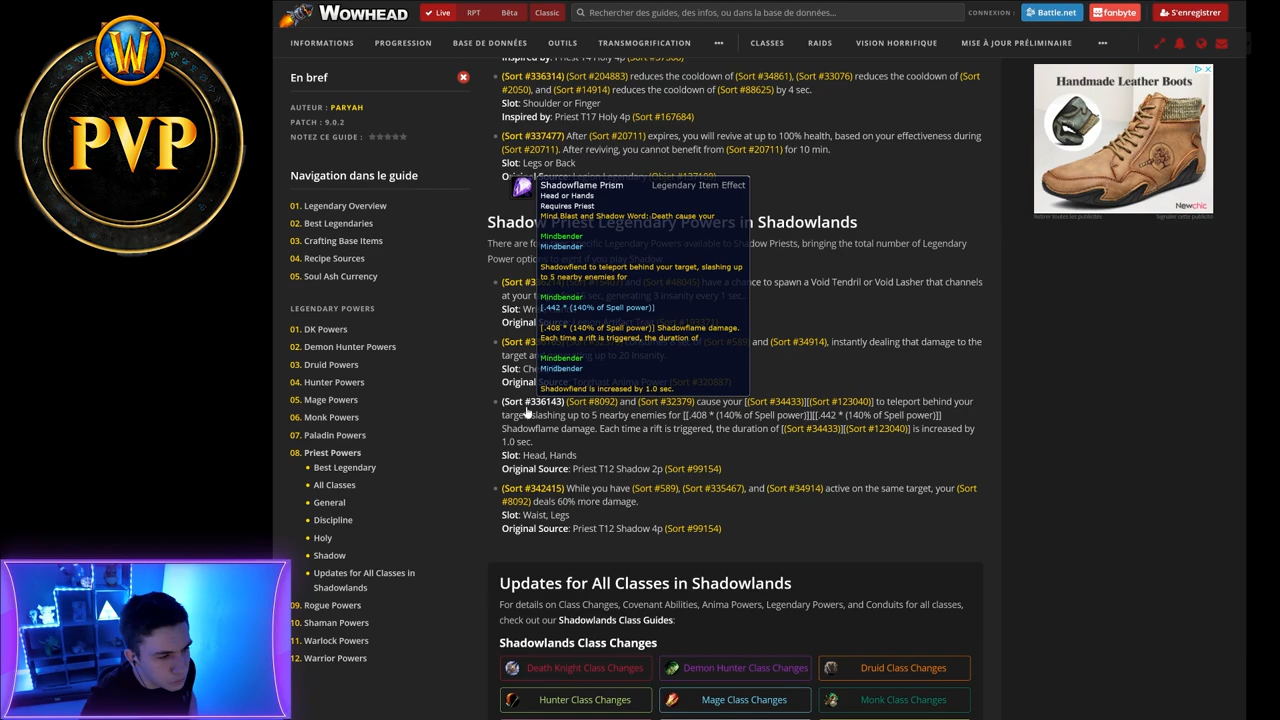 W
PVP
WOWHEAD
Live
RPT
Bêta
Classic
Rechercher des guides, des infos, ou dans la base de données…
CONNEXION :
Battle.net
fanbyte
S'enregistrer
INFORMATIONS
PROGRESSION
BASE DE DONNÉES
OUTILS
TRANSMOGRIFICATION
•••
CLASSES
RAIDS
VISION HORRIFIQUE
MISE À JOUR PRÉLIMINAIRE
•••
En bref
AUTEUR : PARYAH
PATCH : 9.0.2
NOTEZ CE GUIDE :
Navigation dans le guide
01. Legendary Overview
02. Best Legendaries
03. Crafting Base Items
04. Recipe Sources
05. Soul Ash Currency
LEGENDARY POWERS
01. DK Powers
02. Demon Hunter Powers
03. Druid Powers
04. Hunter Powers
05. Mage Powers
06. Monk Powers
07. Paladin Powers
08. Priest Powers
Best Legendary
All Classes
General
Discipline
Holy
Shadow
Updates for All Classes in
Shadowlands
09. Rogue Powers
10. Shaman Powers
11. Warlock Powers
12. Warrior Powers
(Sort #336314) (Sort #204883) reduces the cooldown of (Sort #34861), (Sort #33076) reduces the cooldown of (Sort
#2050), and (Sort #14914) reduces the cooldown of (Sort #88625) by 4 sec.
Slot: Shoulder or Finger
Inspired by: Priest T17 Holy 4p (Sort #167684)
(Sort #337477) After (Sort #20711) expires, you will revive at up to 100% health, based on your effectiveness during
(Sort #20711). After reviving, you cannot benefit from (Sort #20711) for 10 min.
Slot: Legs or Back
Shadow Priest Legendary Powers in Shadowlands
Shadowflame Prism
Legendary Item Effect
Head or Hands
Requires Priest
Mind Blast and Shadow Word: Death cause your
Mindbender
Mindbender
Shadowfiend to teleport behind your target, slashing up
to 5 nearby enemies for
Mindbender
[.442 * (140% of Spell power)]
[.408 * (140% of Spell power)] Shadowflame damage.
Each time a rift is triggered, the duration of
Mindbender
Mindbender
Shadowfiend is increased by 1.0 sec.
have a chance to spawn a Void Tendril or Void Lasher that channels
and (Sort #34914), instantly dealing that damage to the
(Sort #336143) (Sort #8092) and (Sort #32379) cause your [(Sort #34433)][(Sort #123040)] to teleport behind your
target, slashing up to 5 nearby enemies for [[.408 * (140% of Spell power)]][[.442 * (140% of Spell power)]]
Shadowflame damage. Each time a rift is triggered, the duration of [(Sort #34433)][(Sort #123040)] is increased by
1.0 sec.
Slot: Head, Hands
Original Source: Priest T12 Shadow 2p (Sort #99154)
(Sort #342415) While you have (Sort #589), (Sort #335467), and (Sort #34914) active on the same target, your (Sort
#8092) deals 60% more damage.
Slot: Waist, Legs
Original Source: Priest T12 Shadow 4p (Sort #99154)
Updates for All Classes in Shadowlands
For details on Class Changes, Covenant Abilities, Anima Powers, Legendary Powers, and Conduits for all classes,
check out our Shadowlands Class Guides:
Shadowlands Class Changes
Death Knight Class Changes
Demon Hunter Class Changes
Druid Class Changes
Hunter Class Changes
Mage Class Changes
Monk Class Changes
Handmade Leather Boots
Newchic
Retirer toutes les publicités
Signaler cette publicité